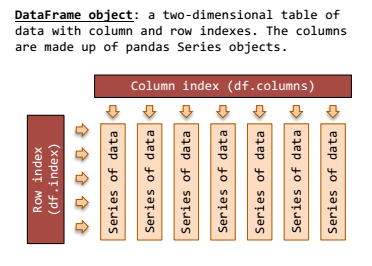 DataFrame object: a two-dimensional table of
data with column and row indexes. The columns
are made up of pandas Series objects.
Column index (df.columns)
Row index
(df.index)
Series of data
Series of data
Series of data
Series of data
Series of data
Series of data
Series of data